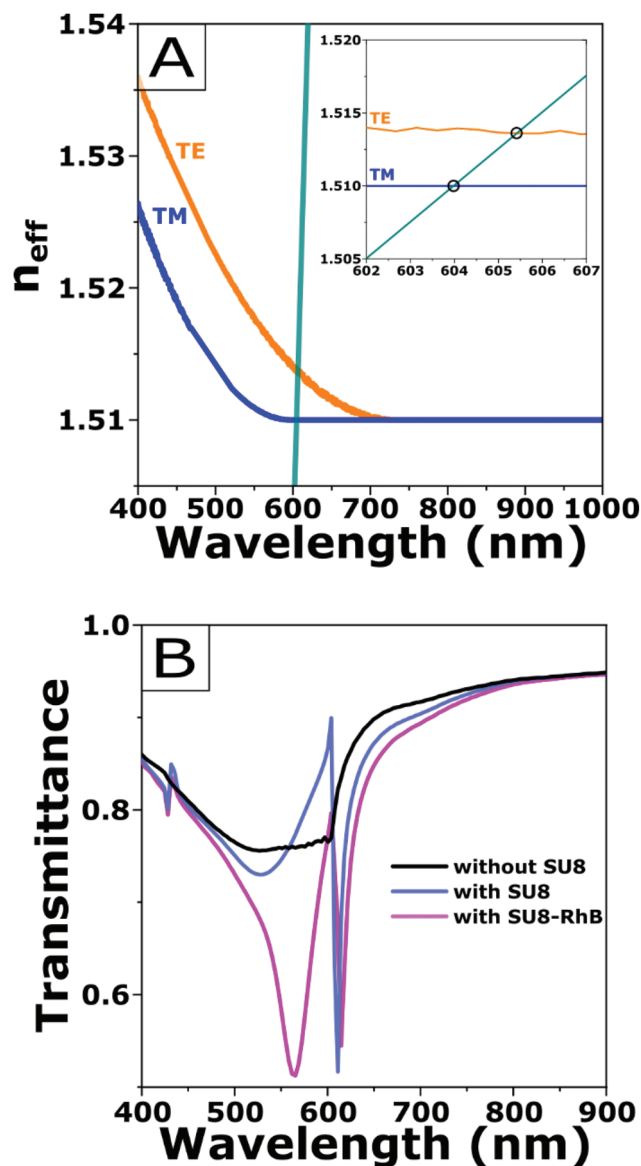 A
1.54
1.53
1.52
1.51
n_eff
TE
TM
400 500 600 700 800 900 1000
Wavelength (nm)
1.520
1.515
1.510
1.505
TE
TM
602 603 604 605 606 607
B
1.0
0.8
0.6
Transmittance
without SU8
with SU8
with SU8-RhB
400 500 600 700 800 900
Wavelength (nm)